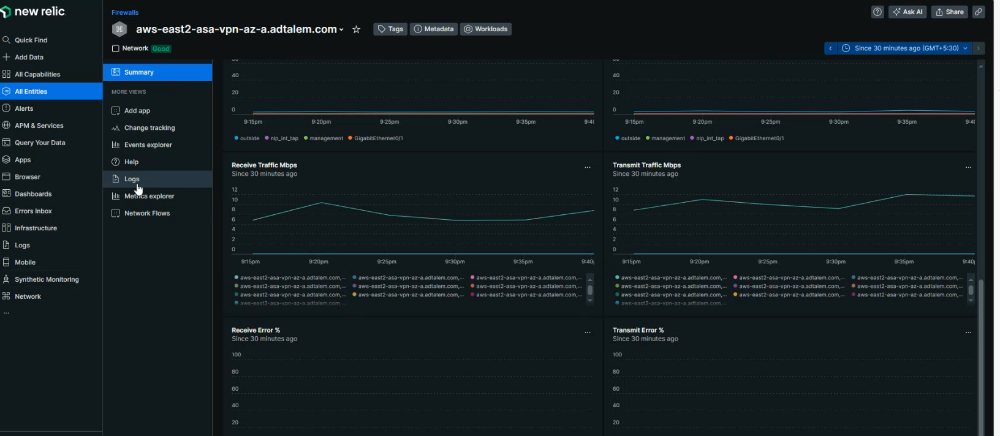 new relic
Quick Find
Add Data
All Capabilities
All Entities
Alerts
APM & Services
Query Your Data
Apps
Browser
Dashboards
Errors Inbox
Infrastructure
Logs
Mobile
Synthetic Monitoring
Network
...
Firewalls
aws-east2-asa-vpn-az-a.adtalem.com
Tags
Metadata
Workloads
Ask AI
Share
Network Good
Since 30 minutes ago (GMT+5:30)
Summary
MORE VIEWS
Add app
Change tracking
Events explorer
Help
Logs
Metrics explorer
Network Flows
40
20
0
9:15pm 9:20pm 9:25pm 9:30pm 9:35pm 9:4(
outside nlp_int_tap management GigabitEthernet0/1
40
20
0
9:15pm 9:20pm 9:25pm 9:30pm 9:35pm 9:4(
outside management nlp_int_tap GigabitEthernet0/1
Receive Traffic Mbps
Since 30 minutes ago
12
10
8
6
4
2
0
9:15pm 9:20pm 9:25pm 9:30pm 9:35pm 9:40
aws-east2-asa-vpn-az-a.adtalem.com,... aws-east2-asa-vpn-az-a.adtalem.com,... aws-east2-asa-vpn-az-a.adtalem.com,...
aws-east2-asa-vpn-az-a.adtalem.com,... aws-east2-asa-vpn-az-a.adtalem.com,... aws-east2-asa-vpn-az-a.adtalem.com,...
aws-east2-asa-vpn-az-a.adtalem.com,... aws-east2-asa-vpn-az-a.adtalem.com,... aws-east2-asa-vpn-az-a.adtalem.com,...
aws-east2-asa-vpn-az-a.adtalem.com,...
Transmit Traffic Mbps
Since 30 minutes ago
12
10
8
6
4
2
0
9:15pm 9:20pm 9:25pm 9:30pm 9:35pm 9:40
aws-east2-asa-vpn-az-a.adtalem.com,... aws-east2-asa-vpn-az-a.adtalem.com,... aws-east2-asa-vpn-az-a.adtalem.com,...
aws-east2-asa-vpn-az-a.adtalem.com,... aws-east2-asa-vpn-az-a.adtalem.com,... aws-east2-asa-vpn-az-a.adtalem.com,...
aws-east2-asa-vpn-az-a.adtalem.com,... aws-east2-asa-vpn-az-a.adtalem.com,... aws-east2-asa-vpn-az-a.adtalem.com,...
aws-east2-asa-vpn-az-a.adtalem.com,...
Receive Error %
Since 30 minutes ago
100
80
60
40
20
Transmit Error %
Since 30 minutes ago
100
80
60
40
20